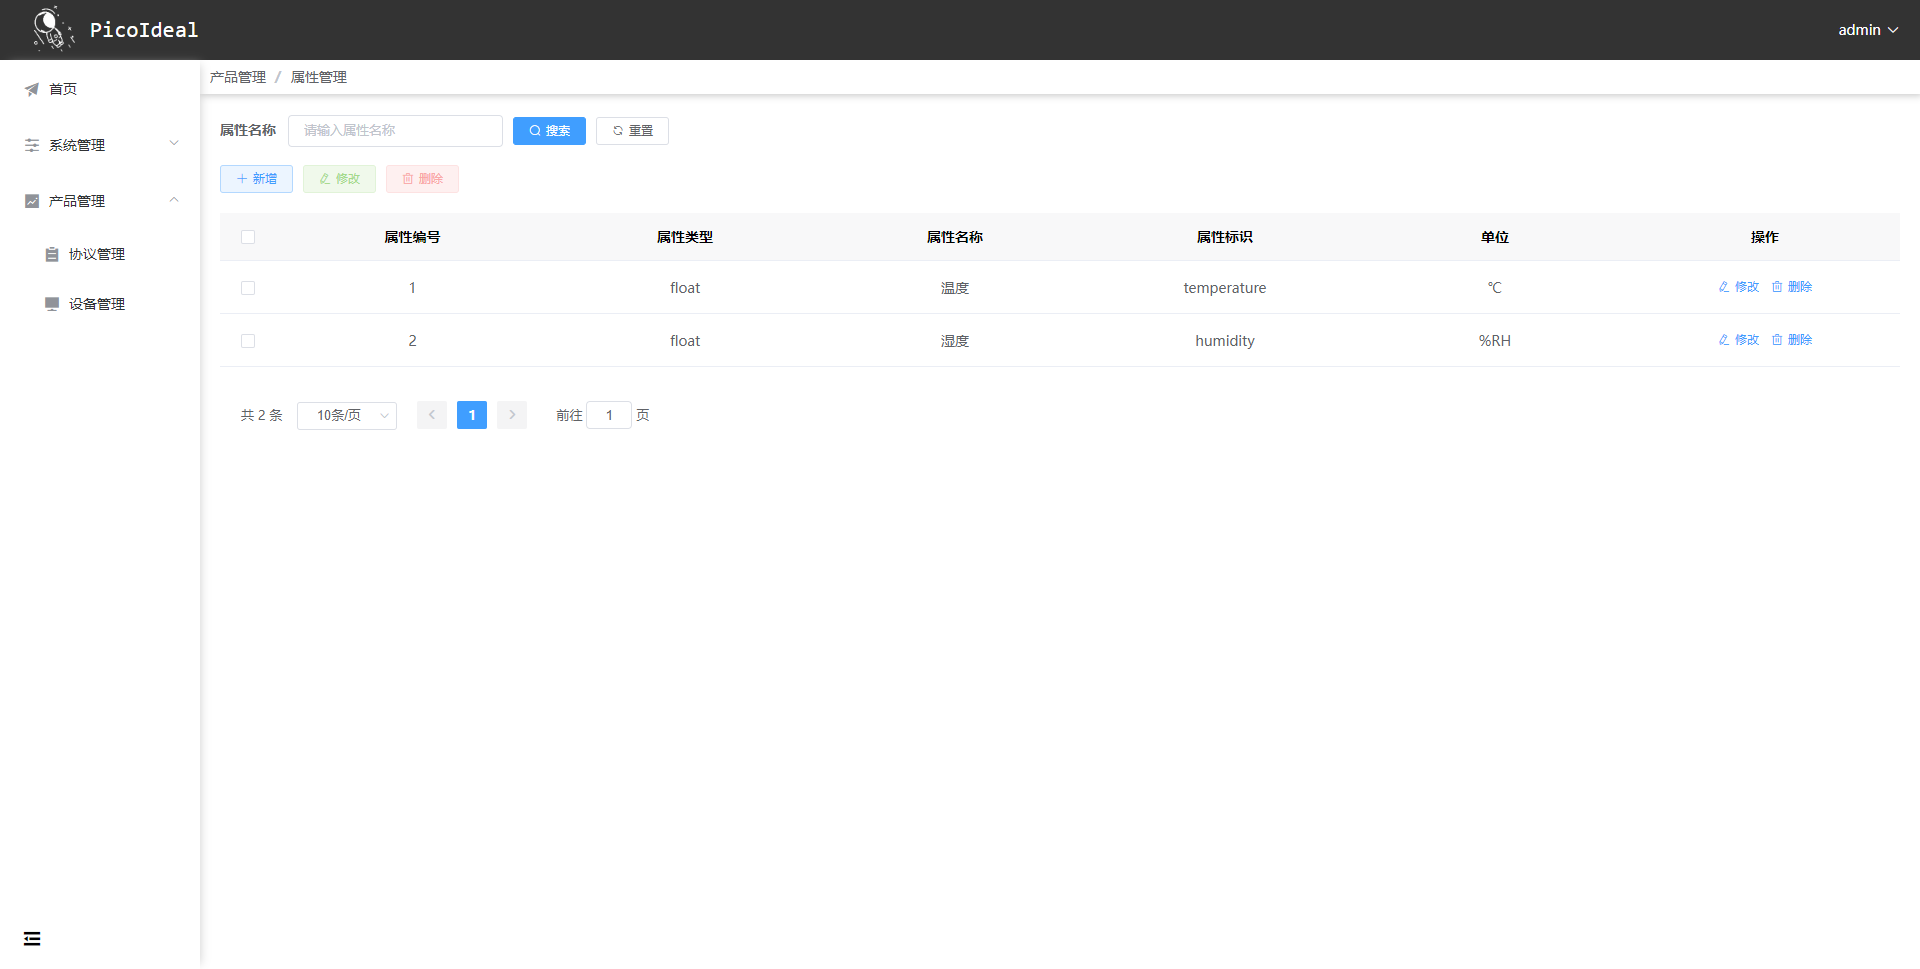 PicoIdeal
admin
首页
系统管理
产品管理
协议管理
设备管理
产品管理 / 属性管理
属性名称 请输入属性名称 搜索 重置
新增 修改 删除
属性编号 属性类型 属性名称 属性标识 单位 操作
1 float 温度 temperature ℃ 修改 删除
2 float 湿度 humidity %RH 修改 删除
共 2 条 10条/页 1 前往 1 页